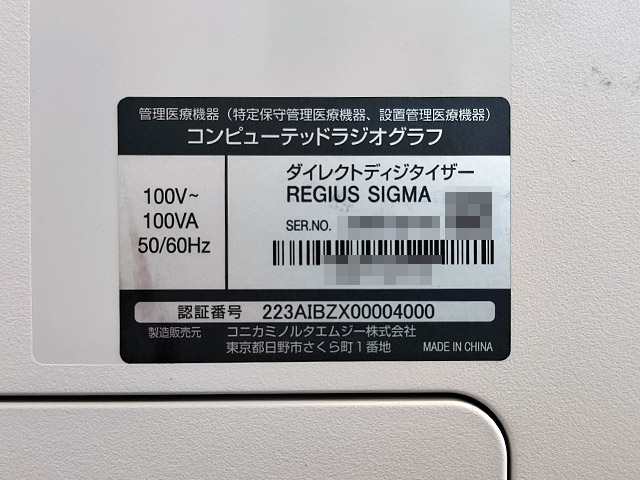 管理医療機器（特定保守管理医療機器、設置管理医療機器）
コンピューテッドラジオグラフ
100V~
100VA
50/60Hz
ダイレクトディジタイザー
REGIUS SIGMA
SER.NO.
認証番号 223AIBZX00004000
製造販売元 コニカミノルタエムジー株式会社
東京都日野市さくら町1番地 MADE IN CHINA